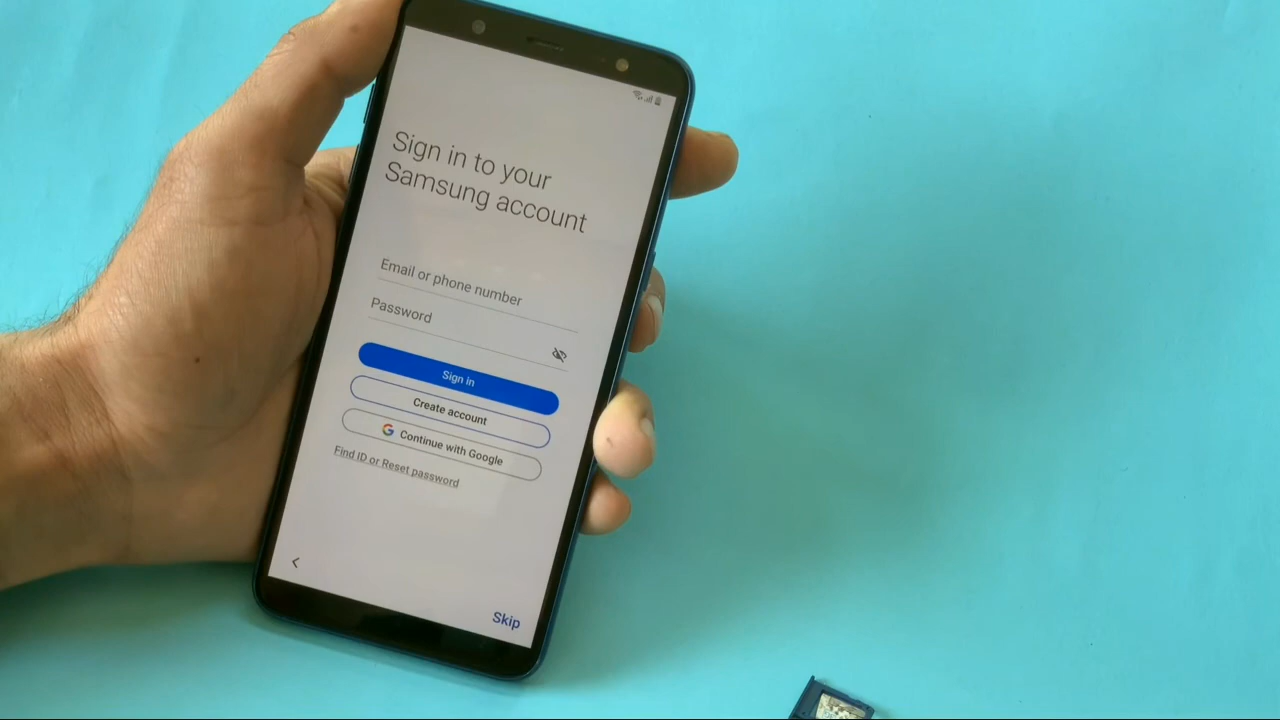 Sign in to your
Samsung account
Email or phone number
Password
Sign in
Create account
Continue with Google
Find ID or Reset password
Skip